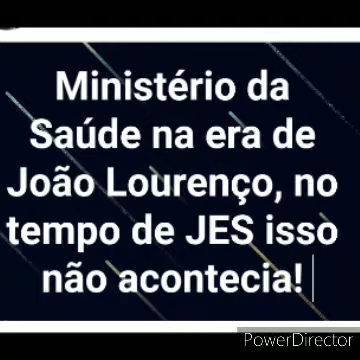 Ministério da
Saúde na era de
João Lourenço, no
tempo de JES isso
não acontecia!
PowerDirector